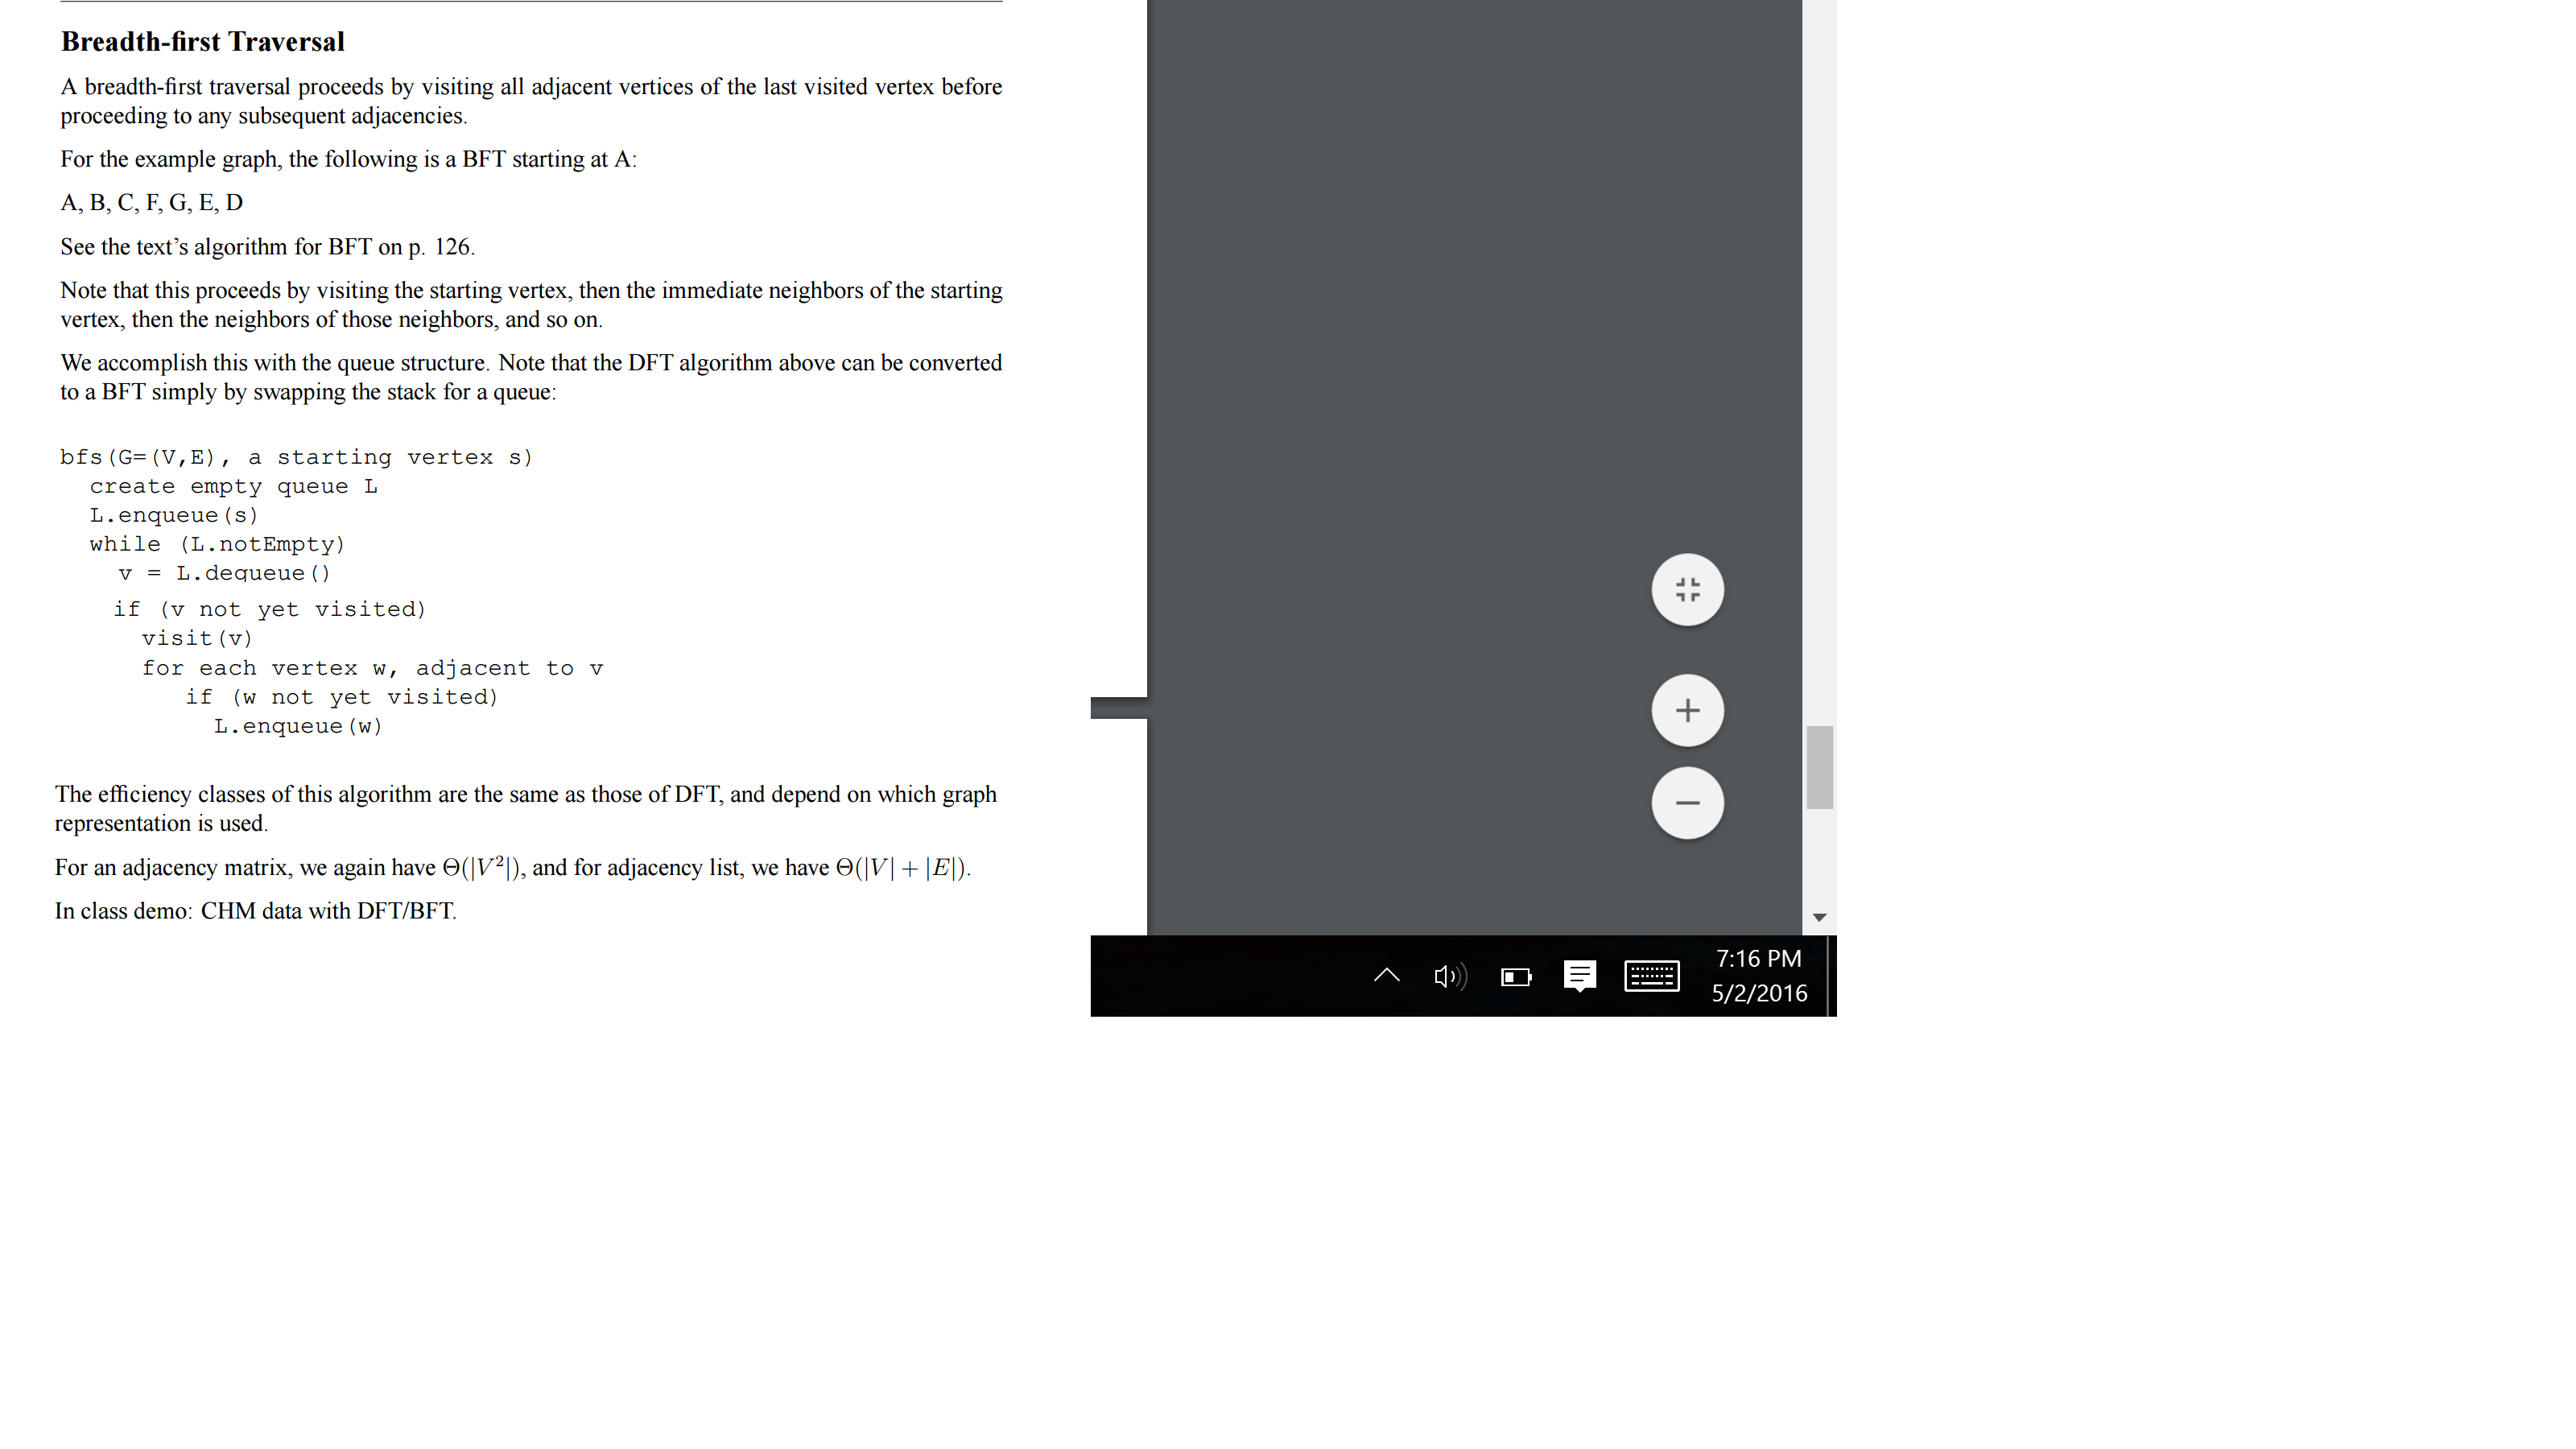 Breadth-first Traversal
A breadth-first traversal proceeds by visiting all adjacent vertices of the last visited vertex before
proceeding to any subsequent adjacencies.
For the example graph, the following is a BFT starting at A:
A, B, C, F, G, E, D
See the text’s algorithm for BFT on p. 126.
Note that this proceeds by visiting the starting vertex, then the immediate neighbors of the starting
vertex, then the neighbors of those neighbors, and so on.
We accomplish this with the queue structure. Note that the DFT algorithm above can be converted
to a BFT simply by swapping the stack for a queue:
bfs(G=(V,E), a starting vertex s)
create empty queue L
L.enqueue(s)
while (L.notEmpty)
v = L.dequeue()
if (v not yet visited)
visit(v)
for each vertex w, adjacent to v
if (w not yet visited)
L.enqueue(w)
The efficiency classes of this algorithm are the same as those of DFT, and depend on which graph
representation is used.
For an adjacency matrix, we again have Θ(|V²|), and for adjacency list, we have Θ(|V| + |E|).
In class demo: CHM data with DFT/BFT.
7:16 PM
5/2/2016